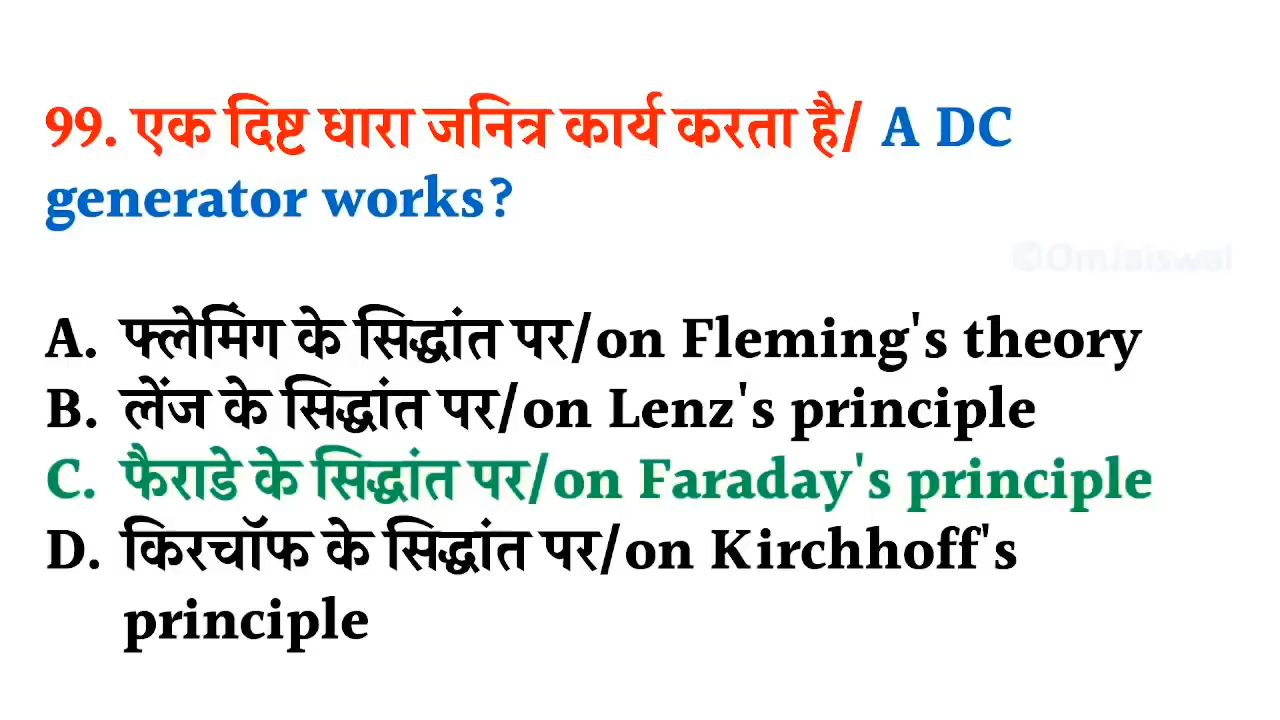 99. एक दिष्ट धारा जनित्र कार्य करता है/ A DC
generator works?
©OmJaiswal
A. फ्लेमिंग के सिद्धांत पर/on Fleming's theory
B. लेंज के सिद्धांत पर/on Lenz's principle
C. फैराडे के सिद्धांत पर/on Faraday's principle
D. किरचॉफ के सिद्धांत पर/on Kirchhoff's
principle